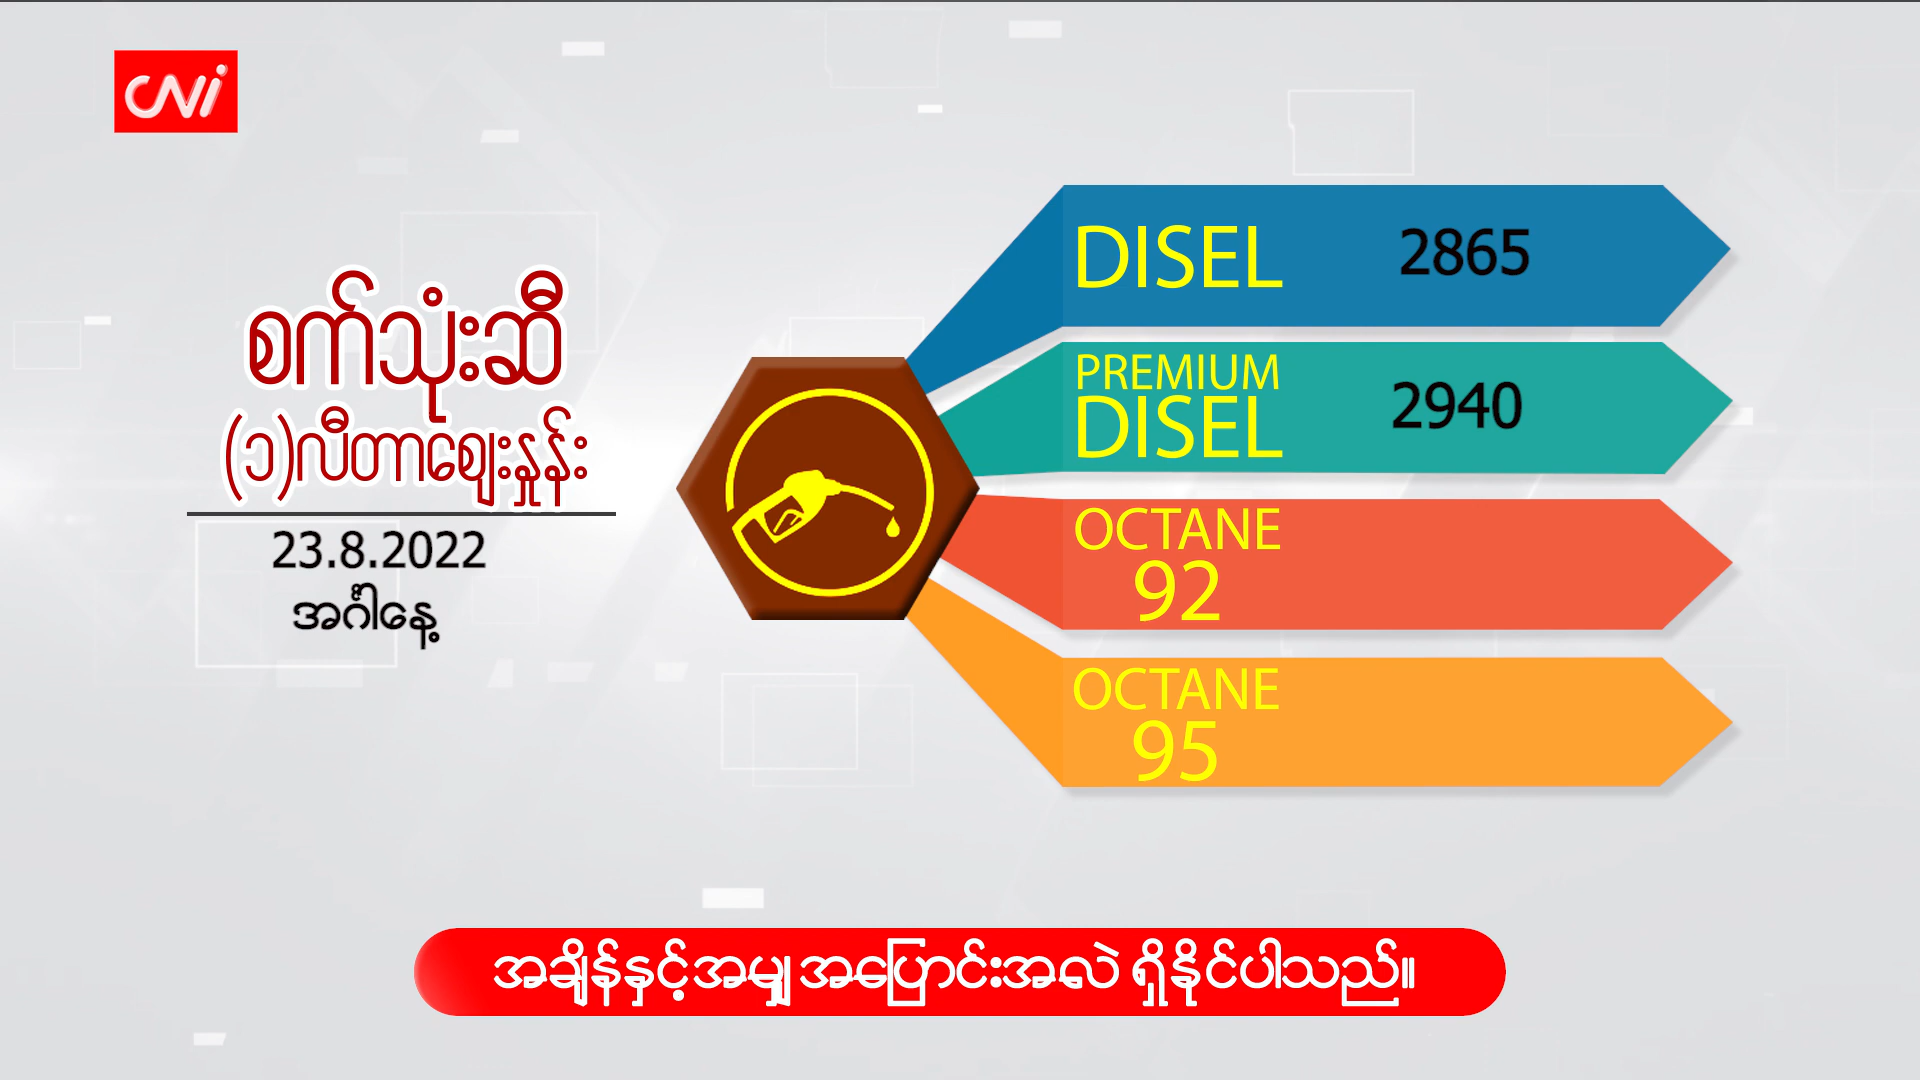 CNi
စက်သုံးဆီ
(၁)လီတာဈေးနှုန်း
23.8.2022
အင်္ဂါနေ့
DISEL 2865
PREMIUM
DISEL 2940
OCTANE
92
OCTANE
95
အချိန်နှင့်အမျှ အပြောင်းအလဲ ရှိနိုင်ပါသည်။